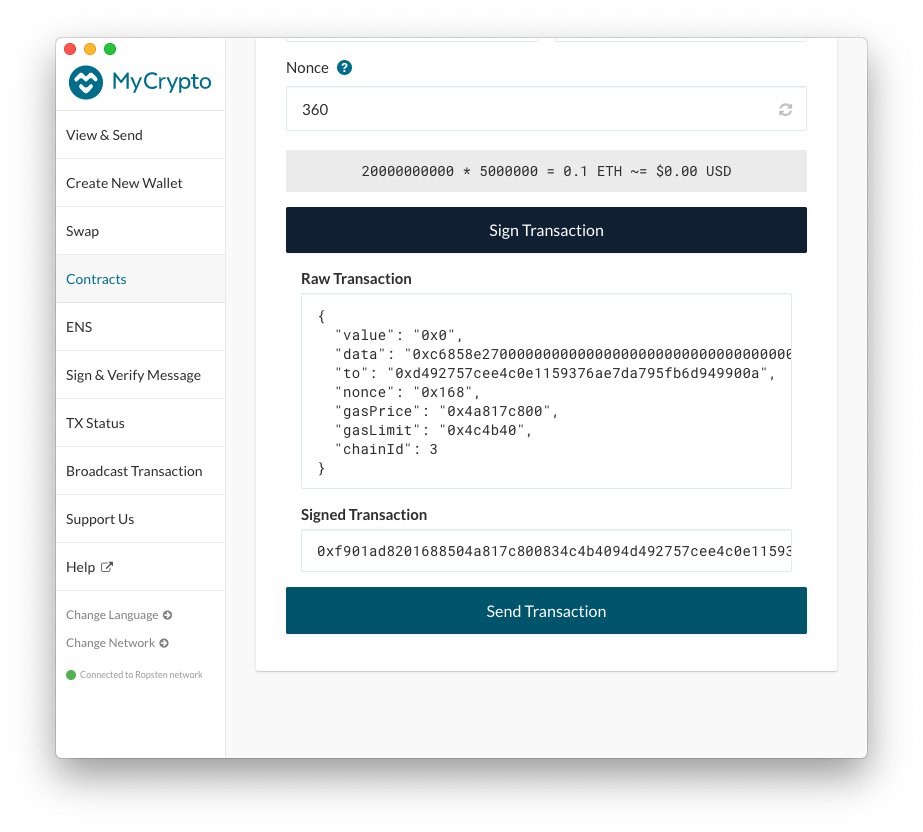 MyCrypto
View & Send
Create New Wallet
Swap
Contracts
ENS
Sign & Verify Message
TX Status
Broadcast Transaction
Support Us
Help
Change Language
Change Network
Connected to Ropsten network
Nonce ?
360
20000000000 * 5000000 = 0.1 ETH ~= $0.00 USD
Sign Transaction
Raw Transaction
{
"value": "0x0",
"data": "0xc6858e2700000000000000000000000000000000000
"to": "0xd492757cee4c0e1159376ae7da795fb6d949900a",
"nonce": "0x168",
"gasPrice": "0x4a817c800",
"gasLimit": "0x4c4b40",
"chainId": 3
}
Signed Transaction
0xf901ad8201688504a817c800834c4b4094d492757cee4c0e11593
Send Transaction